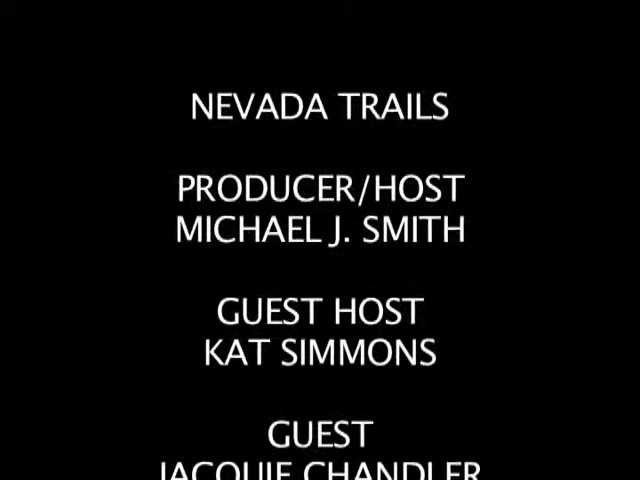 NEVADA TRAILS
PRODUCER/HOST
MICHAEL J. SMITH
GUEST HOST
KAT SIMMONS
GUEST
JACQUIE CHANDLER